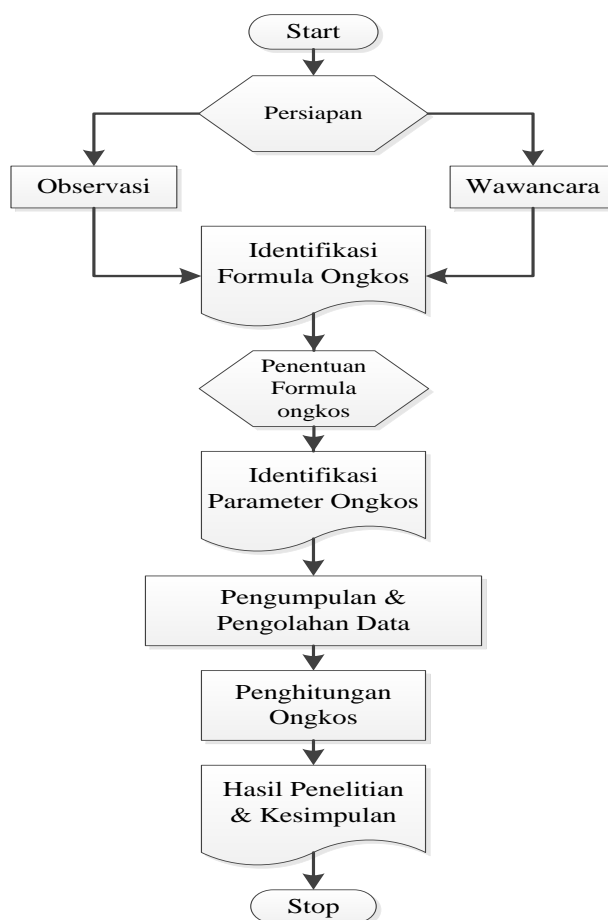 Start
Persiapan
Observasi
Wawancara
Identifikasi
Formula Ongkos
Penentuan
Formula
ongkos
Identifikasi
Parameter Ongkos
Pengumpulan &
Pengolahan Data
Penghitungan
Ongkos
Hasil Penelitian
& Kesimpulan
Stop